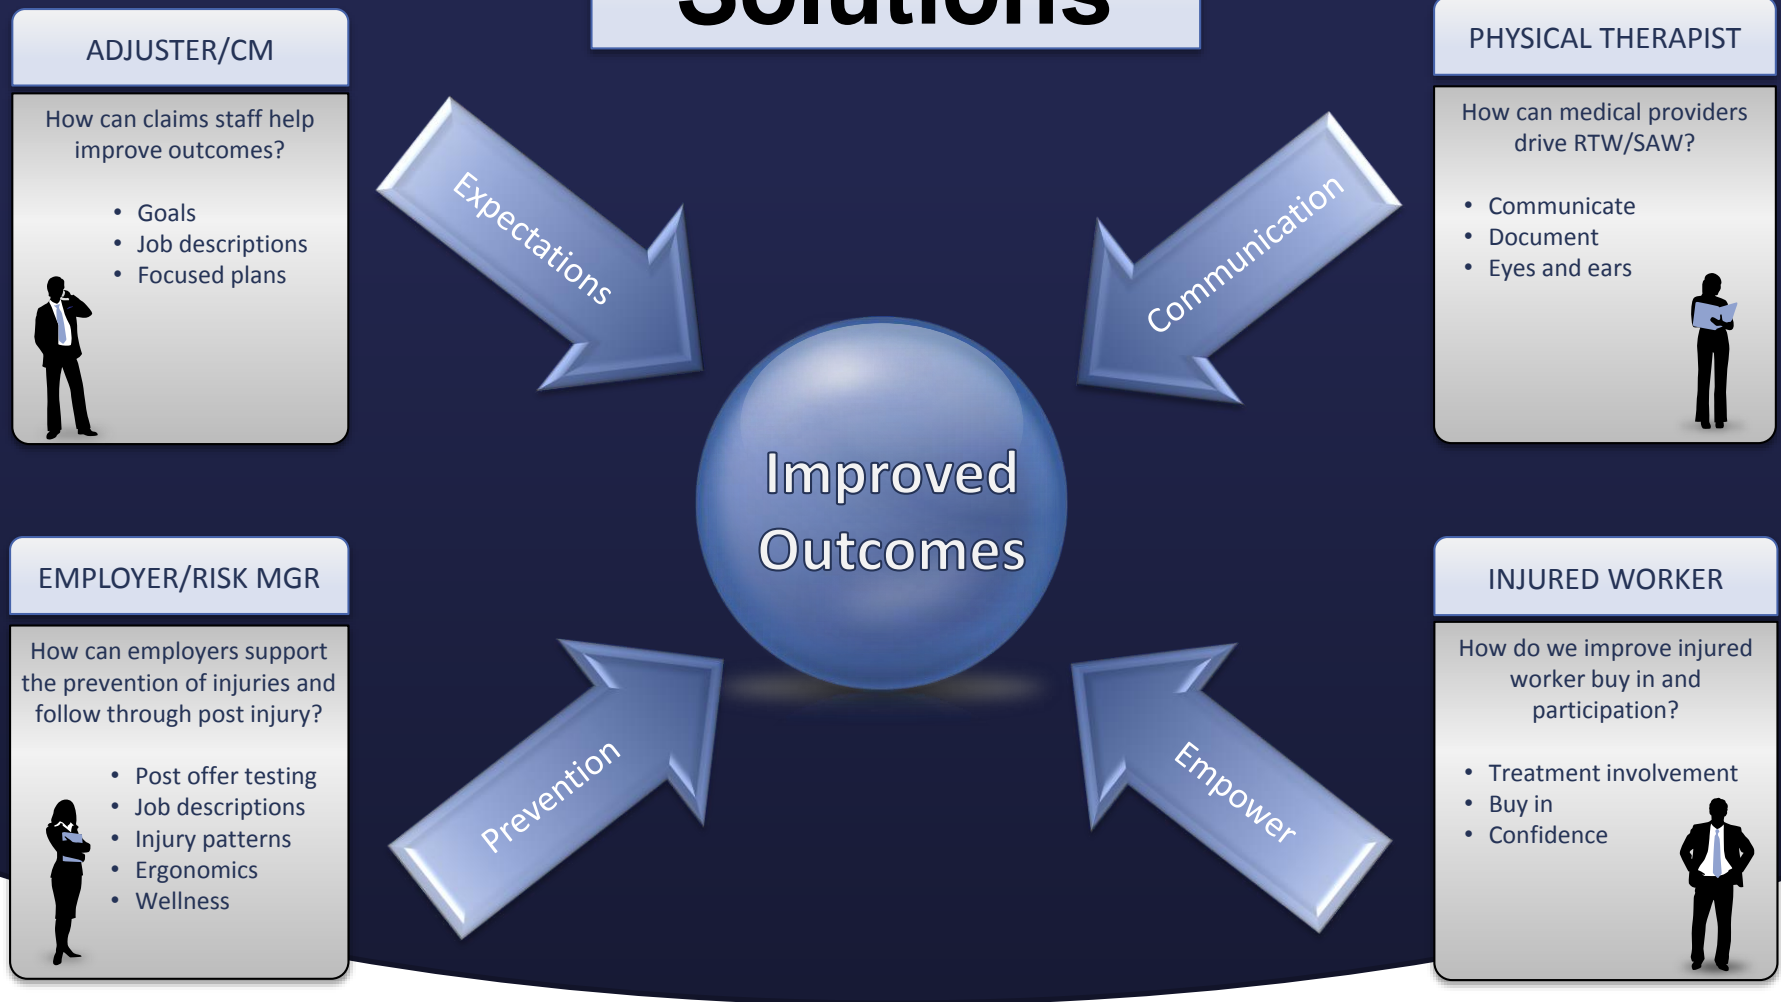 Solutions
ADJUSTER/CM
How can claims staff help
improve outcomes?
• Goals
• Job descriptions
• Focused plans
PHYSICAL THERAPIST
How can medical providers
drive RTW/SAW?
• Communicate
• Document
• Eyes and ears
Expectations
Communication
Improved
Outcomes
EMPLOYER/RISK MGR
How can employers support
the prevention of injuries and
follow through post injury?
• Post offer testing
• Job descriptions
• Injury patterns
• Ergonomics
• Wellness
Prevention
Empower
INJURED WORKER
How do we improve injured
worker buy in and
participation?
• Treatment involvement
• Buy in
• Confidence